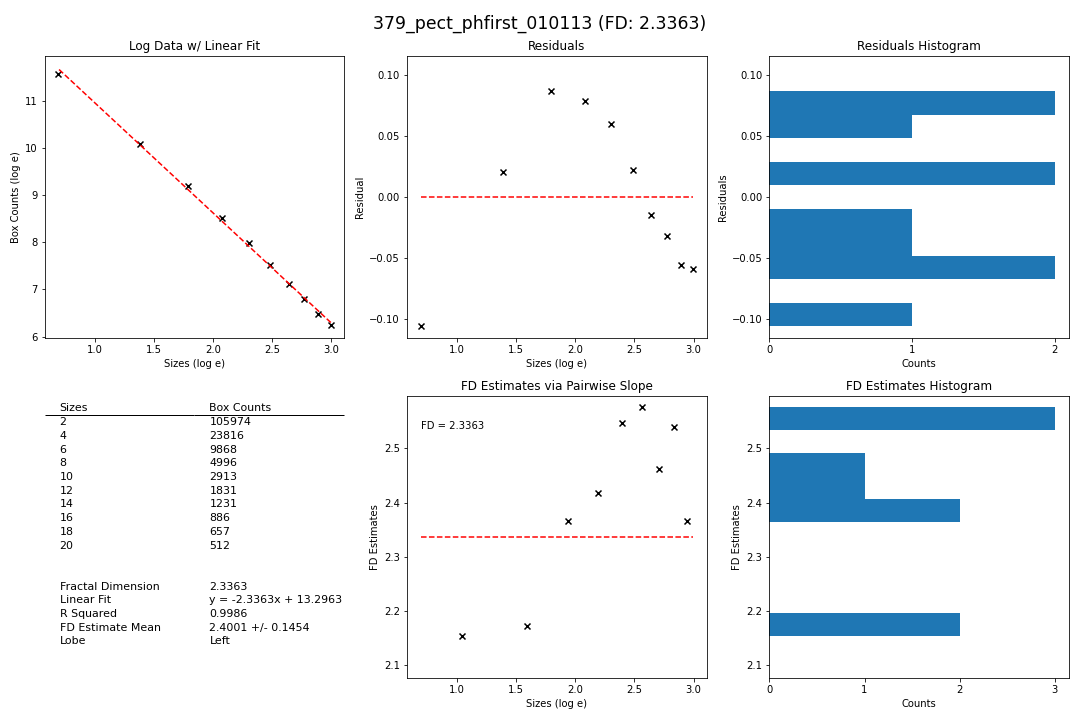 379_pect_phfirst_010113 (FD: 2.3363)
Log Data w/ Linear Fit
Box Counts (log e)
11
10
9
8
7
6
1.0 1.5 2.0 2.5 3.0
Sizes (log e)
Residuals
Residual
0.10
0.05
0.00
−0.05
−0.10
1.0 1.5 2.0 2.5 3.0
Sizes (log e)
Residuals Histogram
Residuals
0.10
0.05
0.00
−0.05
−0.10
0 1 2
Counts
Sizes Box Counts
2 105974
4 23816
6 9868
8 4996
10 2913
12 1831
14 1231
16 886
18 657
20 512
Fractal Dimension 2.3363
Linear Fit y = -2.3363x + 13.2963
R Squared 0.9986
FD Estimate Mean 2.4001 +/- 0.1454
Lobe Left
FD Estimates via Pairwise Slope
FD = 2.3363
FD Estimates
2.5
2.4
2.3
2.2
2.1
1.0 1.5 2.0 2.5 3.0
Sizes (log e)
FD Estimates Histogram
FD Estimates
2.5
2.4
2.3
2.2
2.1
0 1 2 3
Counts